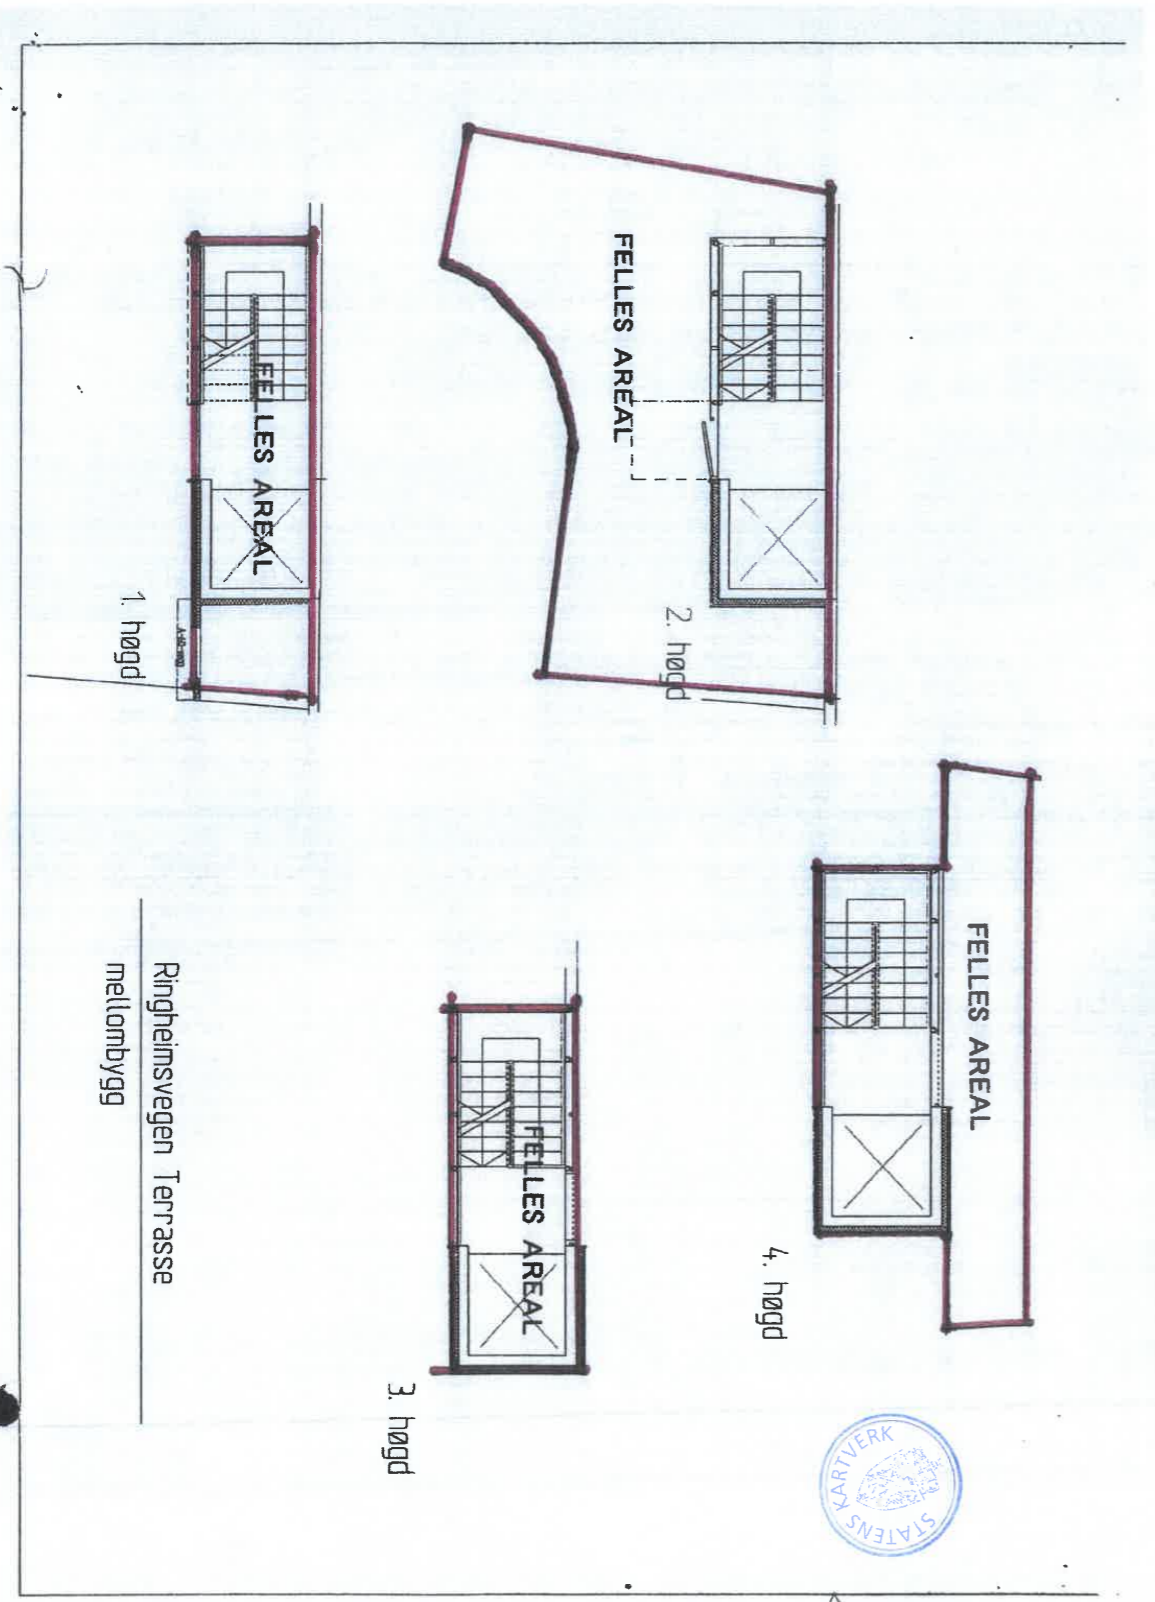 FELLES AREAL
2. høgd
FELLES AREAL
4. høgd
FELLES AREAL
1. høgd
FELLES AREAL
3. høgd
Ringheimsvegen Terrasse
mellombygg
STATENS KARTVERK